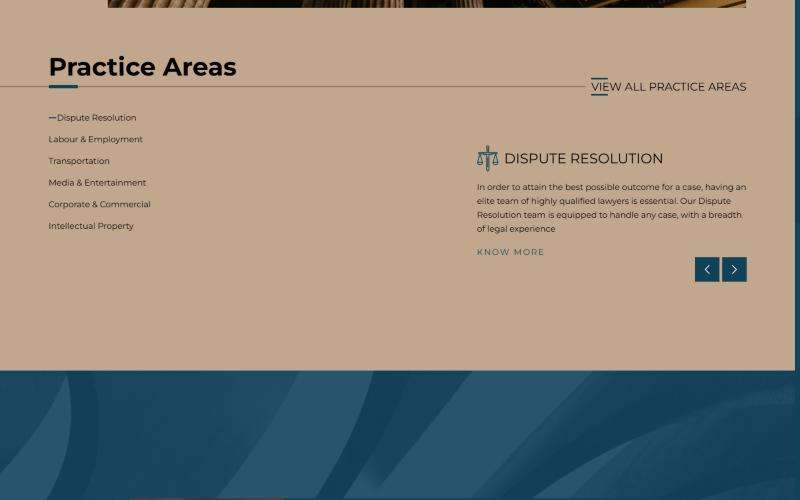 Practice Areas
VIEW ALL PRACTICE AREAS
Dispute Resolution
Labour & Employment
Transportation
Media & Entertainment
Corporate & Commercial
Intellectual Property
DISPUTE RESOLUTION
In order to attain the best possible outcome for a case, having an
elite team of highly qualified lawyers is essential. Our Dispute
Resolution team is equipped to handle any case, with a breadth
of legal experience
KNOW MORE